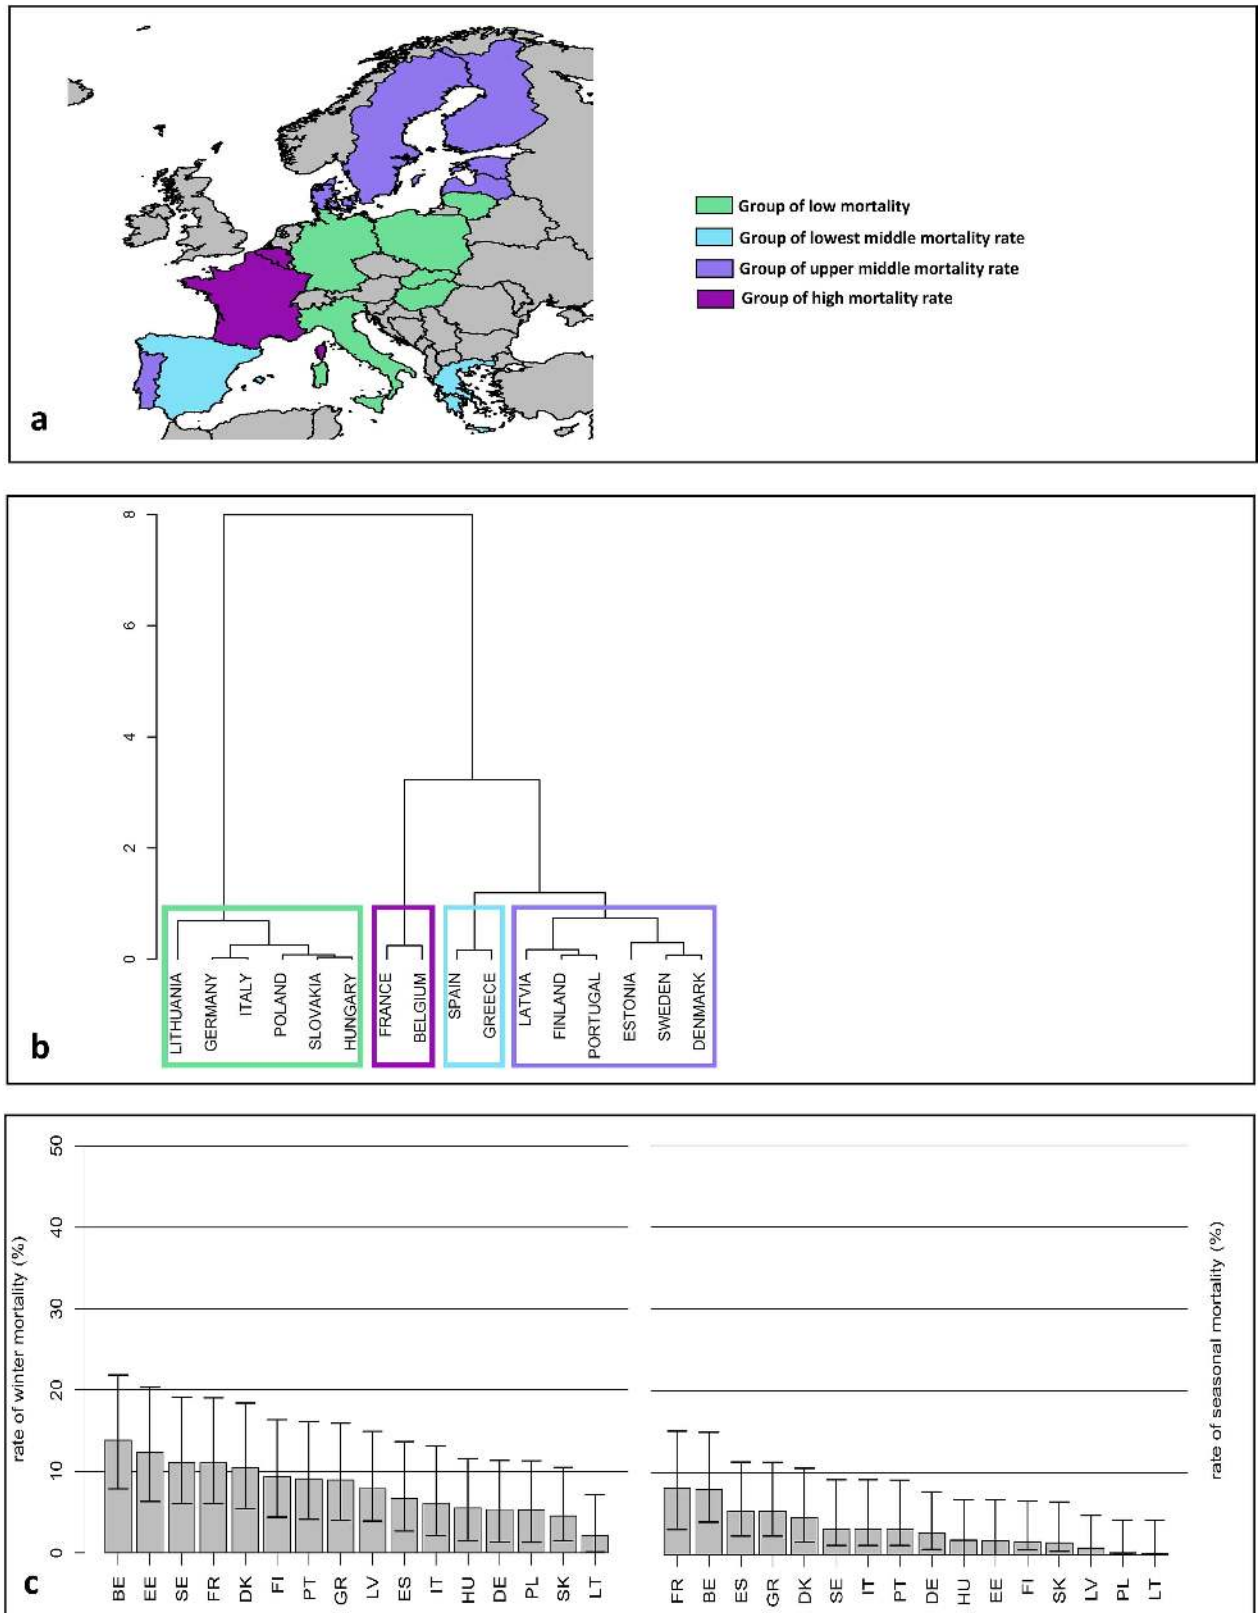 Group of low mortality
Group of lowest middle mortality rate
Group of upper middle mortality rate
Group of high mortality rate
a
8
6
4
2
0
LITHUANIA
GERMANY
ITALY
POLAND
SLOVAKIA
HUNGARY
FRANCE
BELGIUM
SPAIN
GREECE
LATVIA
FINLAND
PORTUGAL
ESTONIA
SWEDEN
DENMARK
b
rate of winter mortality (%)
50
40
30
20
10
0
BE
EE
SE
FR
DK
FI
PT
GR
LV
ES
IT
HU
DE
PL
SK
LT
FR
BE
ES
GR
DK
SE
IT
PT
DE
HU
EE
FI
SK
LV
PL
LT
rate of seasonal mortality (%)
c